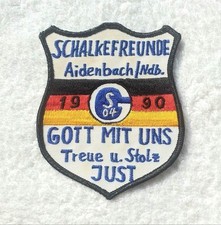 SCHALKEFREUNDE
Aidenbach/Ndb.
19 S 04 90
GOTT MIT UNS
Treue u. Stolz
JUST